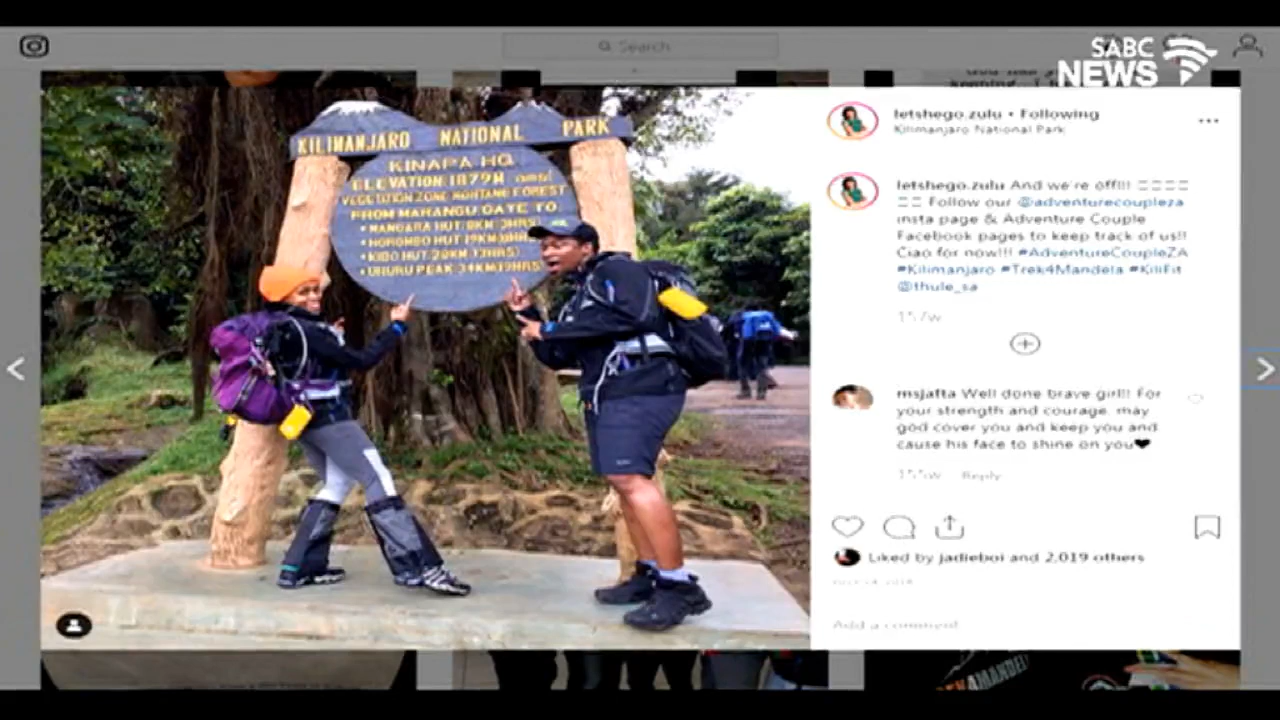 Search
SABC
NEWS
KILIMANJARO NATIONAL PARK
KINAPA HQ
ELEVATION 1879M
VEGETATION ZONE MONTANE FOREST
FROM MARANGU GATE TO
• MANDARA HUT 8KM 3HRS
• HOROMBO HUT 19KM
• KIBO HUT
• UHURU PEAK
letshego.zulu • Following
Kilimanjaro National Park
letshego.zulu And we're off!!!
Follow our @adventurecoupleza
insta page & Adventure Couple
Facebook pages to keep track of us!!
Ciao for now!!! #AdventureCoupleZA
#Kilimanjaro #Trek4Mandela #KiliFit
@thule_sa
157w
msjafta Well done brave girl!! For
your strength and courage, may
god cover you and keep you and
cause his face to shine on you❤
Reply
Liked by jadieboi and 2,019 others
Add a comment